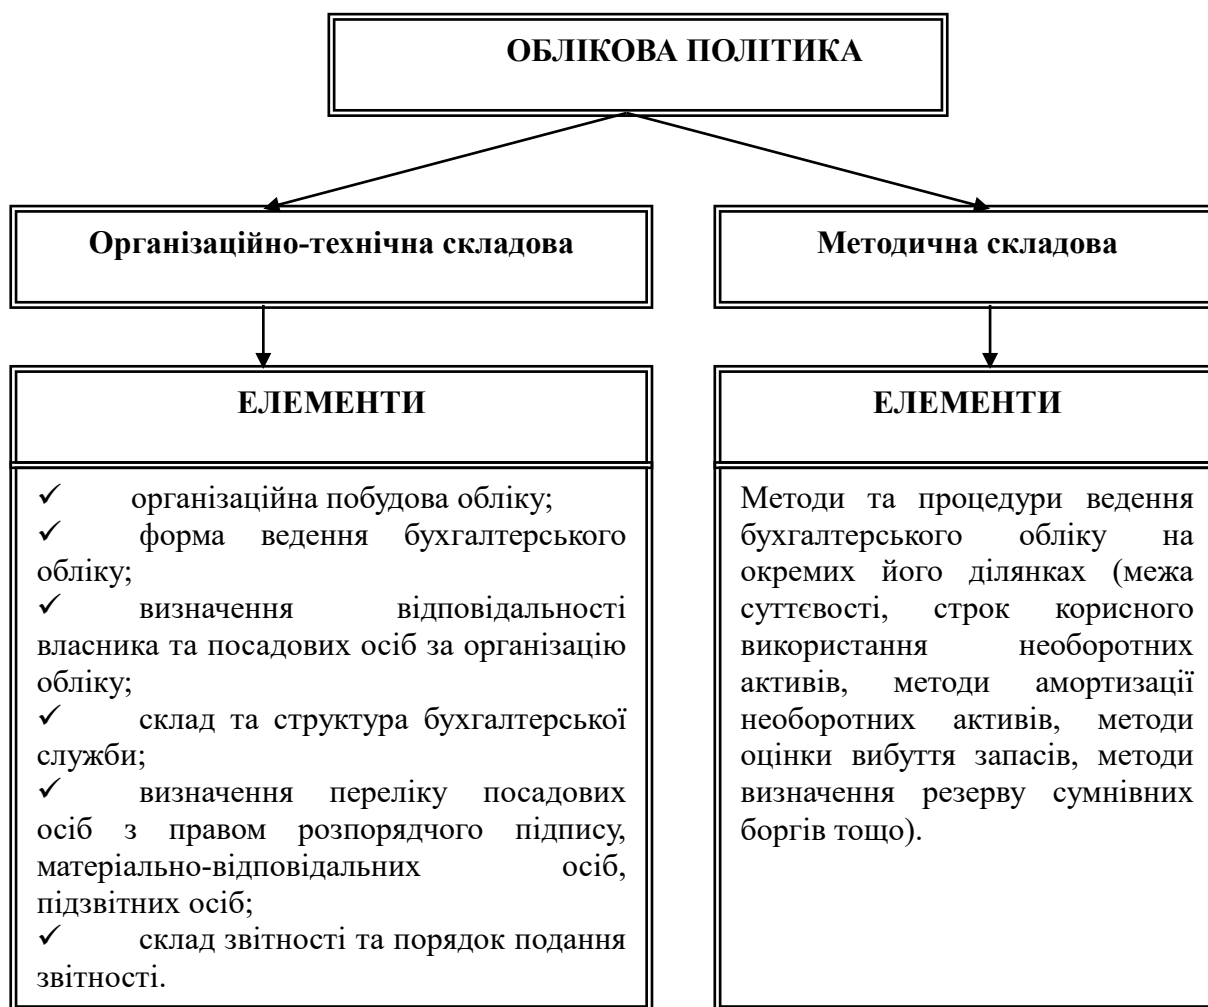 ОБЛІКОВА ПОЛІТИКА
Організаційно-технічна складова
Методична складова
ЕЛЕМЕНТИ
✓ організаційна побудова обліку;
✓ форма ведення бухгалтерського
обліку;
✓ визначення відповідальності
власника та посадових осіб за організацію
обліку;
✓ склад та структура бухгалтерської
служби;
✓ визначення переліку посадових
осіб з правом розпорядчого підпису,
матеріально-відповідальних осіб,
підзвітних осіб;
✓ склад звітності та порядок подання
звітності.
ЕЛЕМЕНТИ
Методи та процедури ведення
бухгалтерського обліку на
окремих його ділянках (межа
суттєвості, строк корисного
використання необоротних
активів, методи амортизації
необоротних активів, методи
оцінки вибуття запасів, методи
визначення резерву сумнівних
боргів тощо).